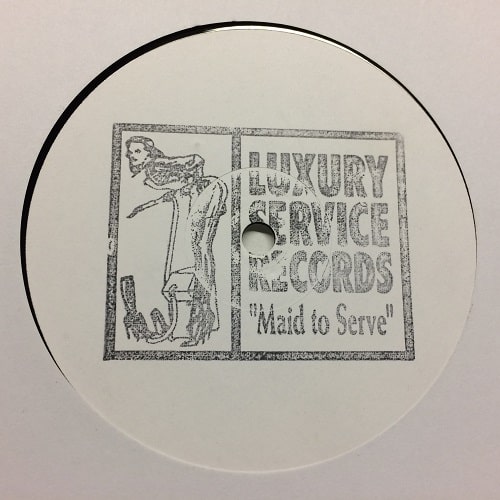 LUXURY
SERVICE
RECORDS
"Maid to Serve"